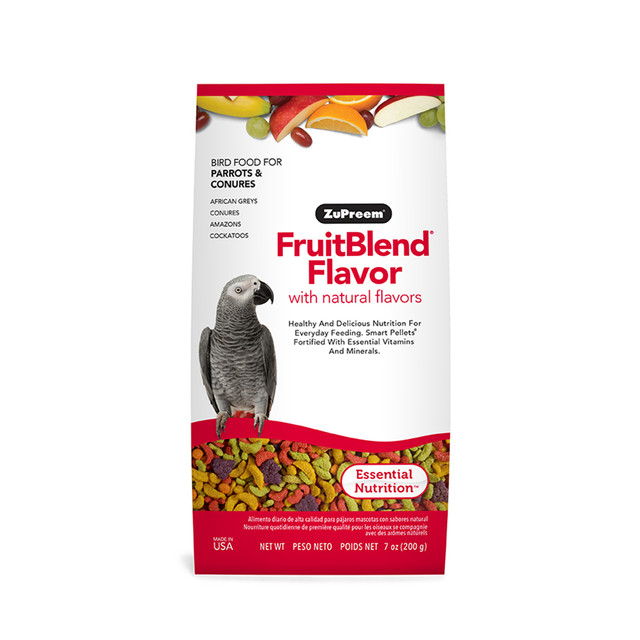 BIRD FOOD FOR
PARROTS &
CONURES
AFRICAN GREYS
CONURES
AMAZONS
COCKATOOS
ZuPreem®
FruitBlend®
Flavor
with natural flavors
Healthy And Delicious Nutrition For
Everyday Feeding. Smart Pellets®
Fortified With Essential Vitamins
And Minerals.
Essential
Nutrition™
Alimento diario de alta calidad para pájaros mascotas con sabores natural
Nourriture quotidienne de première qualité pour les oiseaux se compagnie
avec des arômes naturels
MADE IN
USA
NET WT PESO NETO POIDS NET 7 oz (200 g)